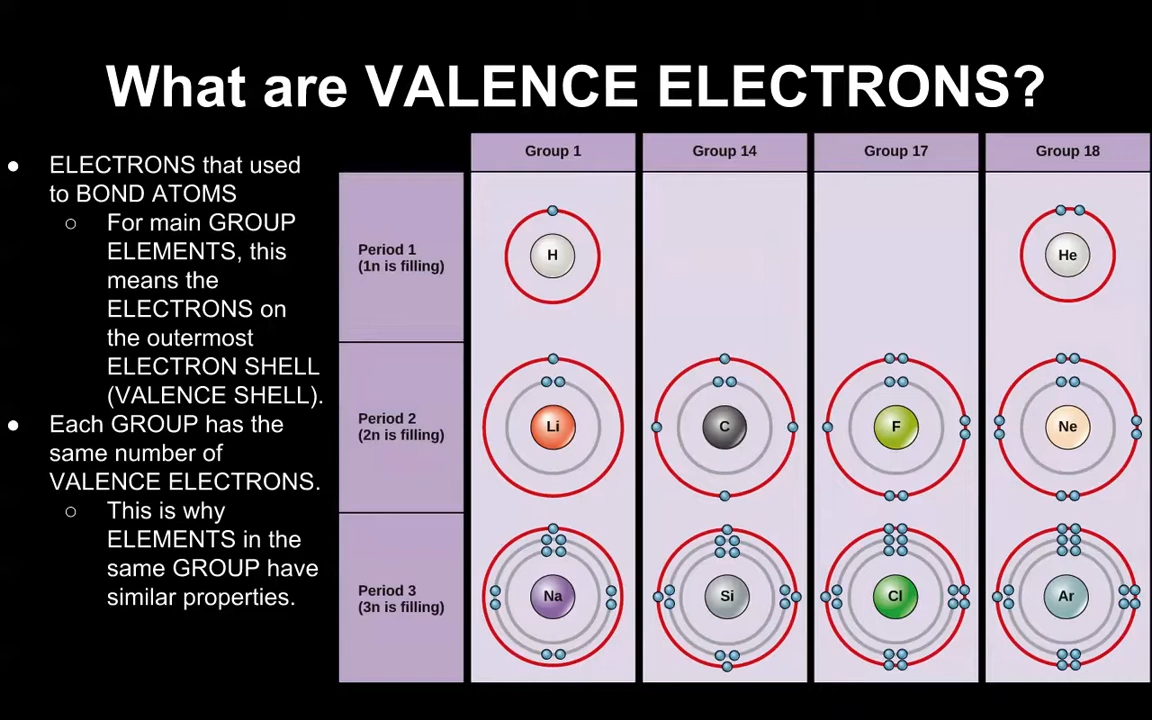 What are VALENCE ELECTRONS?
● ELECTRONS that used
to BOND ATOMS
○ For main GROUP
ELEMENTS, this
means the
ELECTRONS on
the outermost
ELECTRON SHELL
(VALENCE SHELL).
● Each GROUP has the
same number of
VALENCE ELECTRONS.
○ This is why
ELEMENTS in the
same GROUP have
similar properties.
Group 1 Group 14 Group 17 Group 18
Period 1
(1n is filling)
H He
Period 2
(2n is filling)
Li C F Ne
Period 3
(3n is filling)
Na Si Cl Ar